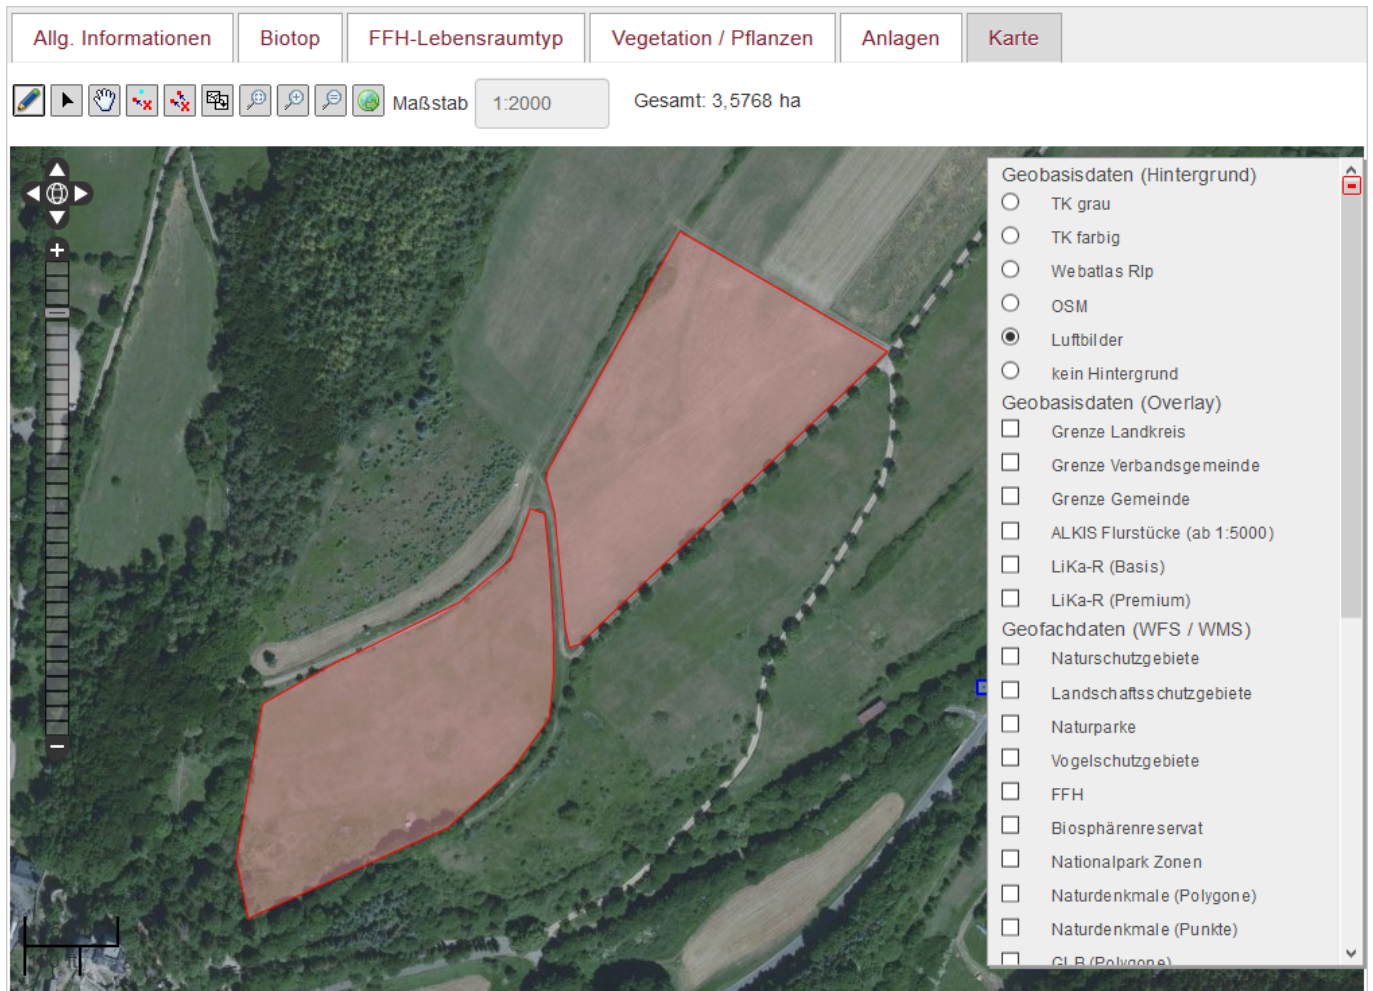 Allg. Informationen
Biotop
FFH-Lebensraumtyp
Vegetation / Pflanzen
Anlagen
Karte
Maßstab
1:2000
Gesamt: 3,5768 ha
Geobasisdaten (Hintergrund)
TK grau
TK farbig
Webatlas Rlp
OSM
Luftbilder
kein Hintergrund
Geobasisdaten (Overlay)
Grenze Landkreis
Grenze Verbandsgemeinde
Grenze Gemeinde
ALKIS Flurstücke (ab 1:5000)
LiKa-R (Basis)
LiKa-R (Premium)
Geofachdaten (WFS / WMS)
Naturschutzgebiete
Landschaftsschutzgebiete
Naturparke
Vogelschutzgebiete
FFH
Biosphärenreservat
Nationalpark Zonen
Naturdenkmale (Polygone)
Naturdenkmale (Punkte)
GLB (Polygone)